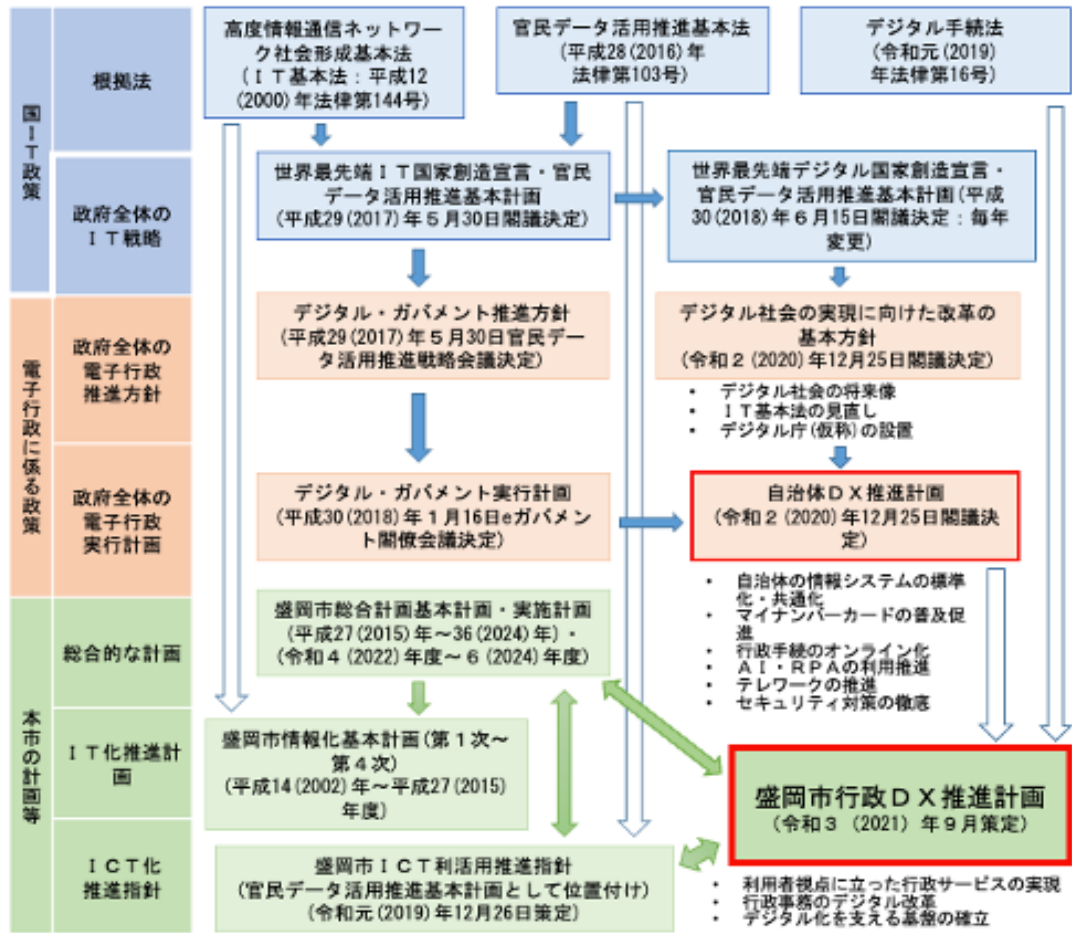 国ＩＴ政策
根拠法
高度情報通信ネットワー
ク社会形成基本法
(ＩＴ基本法：平成12
(2000)年法律第144号)
官民データ活用推進基本法
(平成28(2016)年
法律第103号)
デジタル手続法
(令和元(2019)
年法律第16号)
政府全体の
ＩＴ戦略
世界最先端ＩＴ国家創造宣言・官民
データ活用推進基本計画
(平成29(2017)年５月30日閣議決定)
世界最先端デジタル国家創造宣言・
官民データ活用推進基本計画(平成
30(2018)年６月15日閣議決定：毎年
変更)
電子行政に係る政策
政府全体の
電子行政
推進方針
デジタル・ガバメント推進方針
(平成29(2017)年５月30日官民デー
タ活用推進戦略会議決定)
デジタル社会の実現に向けた改革の
基本方針
(令和２(2020)年12月25日閣議決定)
・ デジタル社会の将来像
・ ＩＴ基本法の見直し
・ デジタル庁(仮称)の設置
政府全体の
電子行政
実行計画
デジタル・ガバメント実行計画
(平成30(2018)年１月16日eガバメント
閣僚会議決定)
自治体ＤＸ推進計画
(令和２(2020)年12月25日閣議決
定)
・ 自治体の情報システムの標準
化・共通化
・ マイナンバーカードの普及促
進
・ 行政手続のオンライン化
・ ＡＩ・ＲＰＡの利用推進
・ テレワークの推進
・ セキュリティ対策の徹底
本市の計画等
総合的な計画
盛岡市総合計画基本計画・実施計画
(平成27(2015)年～36(2024)年)・
(令和４(2022)年度～６(2024)年度)
ＩＴ化推進計
画
盛岡市情報化基本計画(第１次～
第４次)
(平成14(2002)年～平成27(2015)
年度)
盛岡市行政ＤＸ推進計画
(令和３(2021)年９月策定)
ＩＣＴ化
推進指針
盛岡市ＩＣＴ利活用推進指針
(官民データ活用推進基本計画として位置付け)
(令和元(2019)年12月26日策定)
・ 利用者視点に立った行政サービスの実現
・ 行政事務のデジタル改革
・ デジタル化を支える基盤の確立